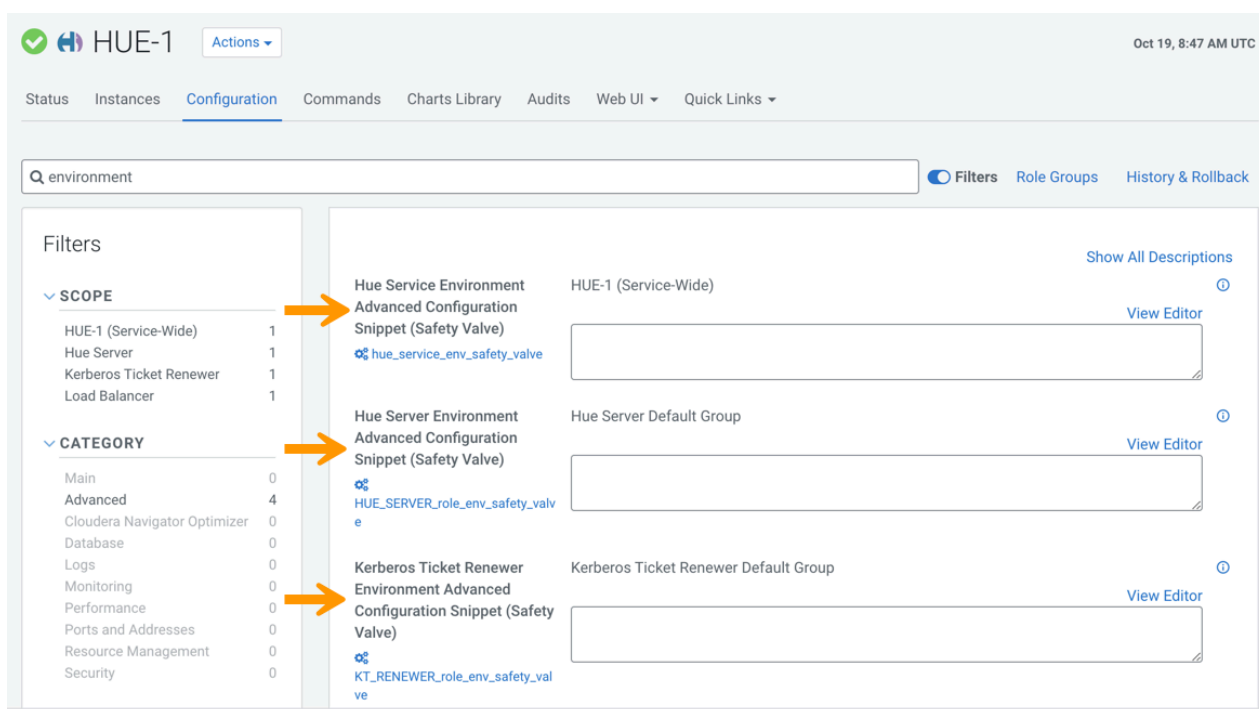 HUE-1 Actions
Oct 19, 8:47 AM UTC
Status Instances Configuration Commands Charts Library Audits Web UI Quick Links
environment
Filters Role Groups History & Rollback
Filters
SCOPE
HUE-1 (Service-Wide) 1
Hue Server 1
Kerberos Ticket Renewer 1
Load Balancer 1
CATEGORY
Main 0
Advanced 4
Cloudera Navigator Optimizer 0
Database 0
Logs 0
Monitoring 0
Performance 0
Ports and Addresses 0
Resource Management 0
Security 0
Show All Descriptions
Hue Service Environment
Advanced Configuration
Snippet (Safety Valve)
hue_service_env_safety_valve
HUE-1 (Service-Wide)
View Editor
Hue Server Environment
Advanced Configuration
Snippet (Safety Valve)
HUE_SERVER_role_env_safety_valv
e
Hue Server Default Group
View Editor
Kerberos Ticket Renewer
Environment Advanced
Configuration Snippet (Safety
Valve)
KT_RENEWER_role_env_safety_val
ve
Kerberos Ticket Renewer Default Group
View Editor